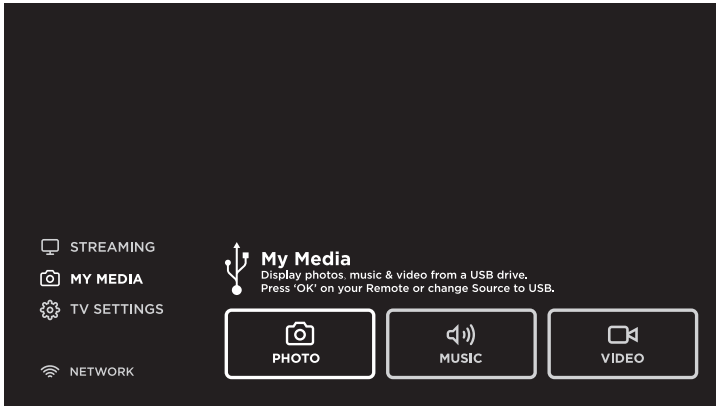 STREAMING
MY MEDIA
TV SETTINGS
NETWORK
My Media
Display photos, music & video from a USB drive.
Press ‘OK’ on your Remote or change Source to USB.
PHOTO
MUSIC
VIDEO